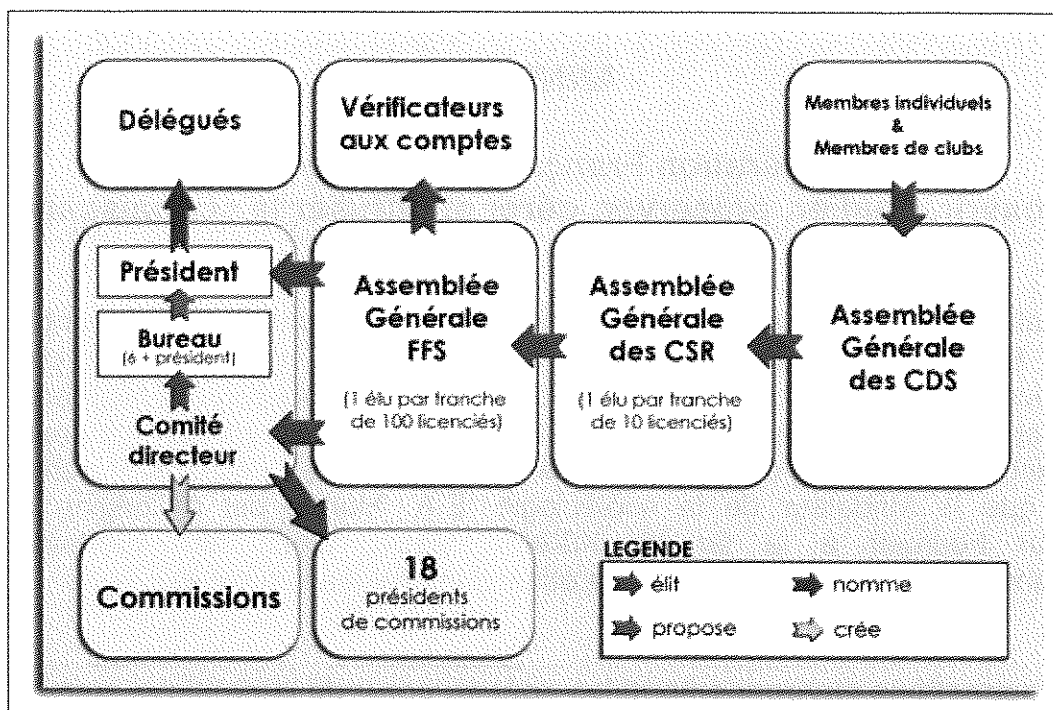 Délégués
Vérificateurs
aux comptes
Membres individuels
&
Membres de clubs
Président
Bureau
(6 + président)
Comité
directeur
Assemblée
Générale
FFS
(1 élu par tranche
de 100 licenciés)
Assemblée
Générale
des CSR
(1 élu par tranche
de 10 licenciés)
Assemblée
Générale
des CDS
Commissions
18
présidents
de commissions
LEGENDE
élit
nomme
propose
crée